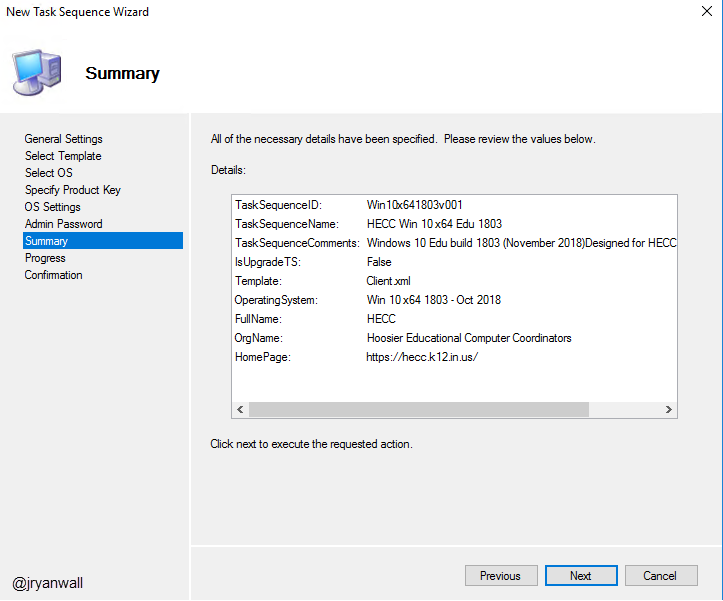 New Task Sequence Wizard
Summary
General Settings
Select Template
Select OS
Specify Product Key
OS Settings
Admin Password
Summary
Progress
Confirmation
All of the necessary details have been specified.  Please review the values below.
Details:
TaskSequenceID: Win10x641803v001
TaskSequenceName: HECC Win 10 x64 Edu 1803
TaskSequenceComments: Windows 10 Edu build 1803 (November 2018)Designed for HECC
IsUpgradeTS: False
Template: Client.xml
OperatingSystem: Win 10 x64 1803 - Oct 2018
FullName: HECC
OrgName: Hoosier Educational Computer Coordinators
HomePage: https://hecc.k12.in.us/
Click next to execute the requested action.
Previous Next Cancel
@jryanwall